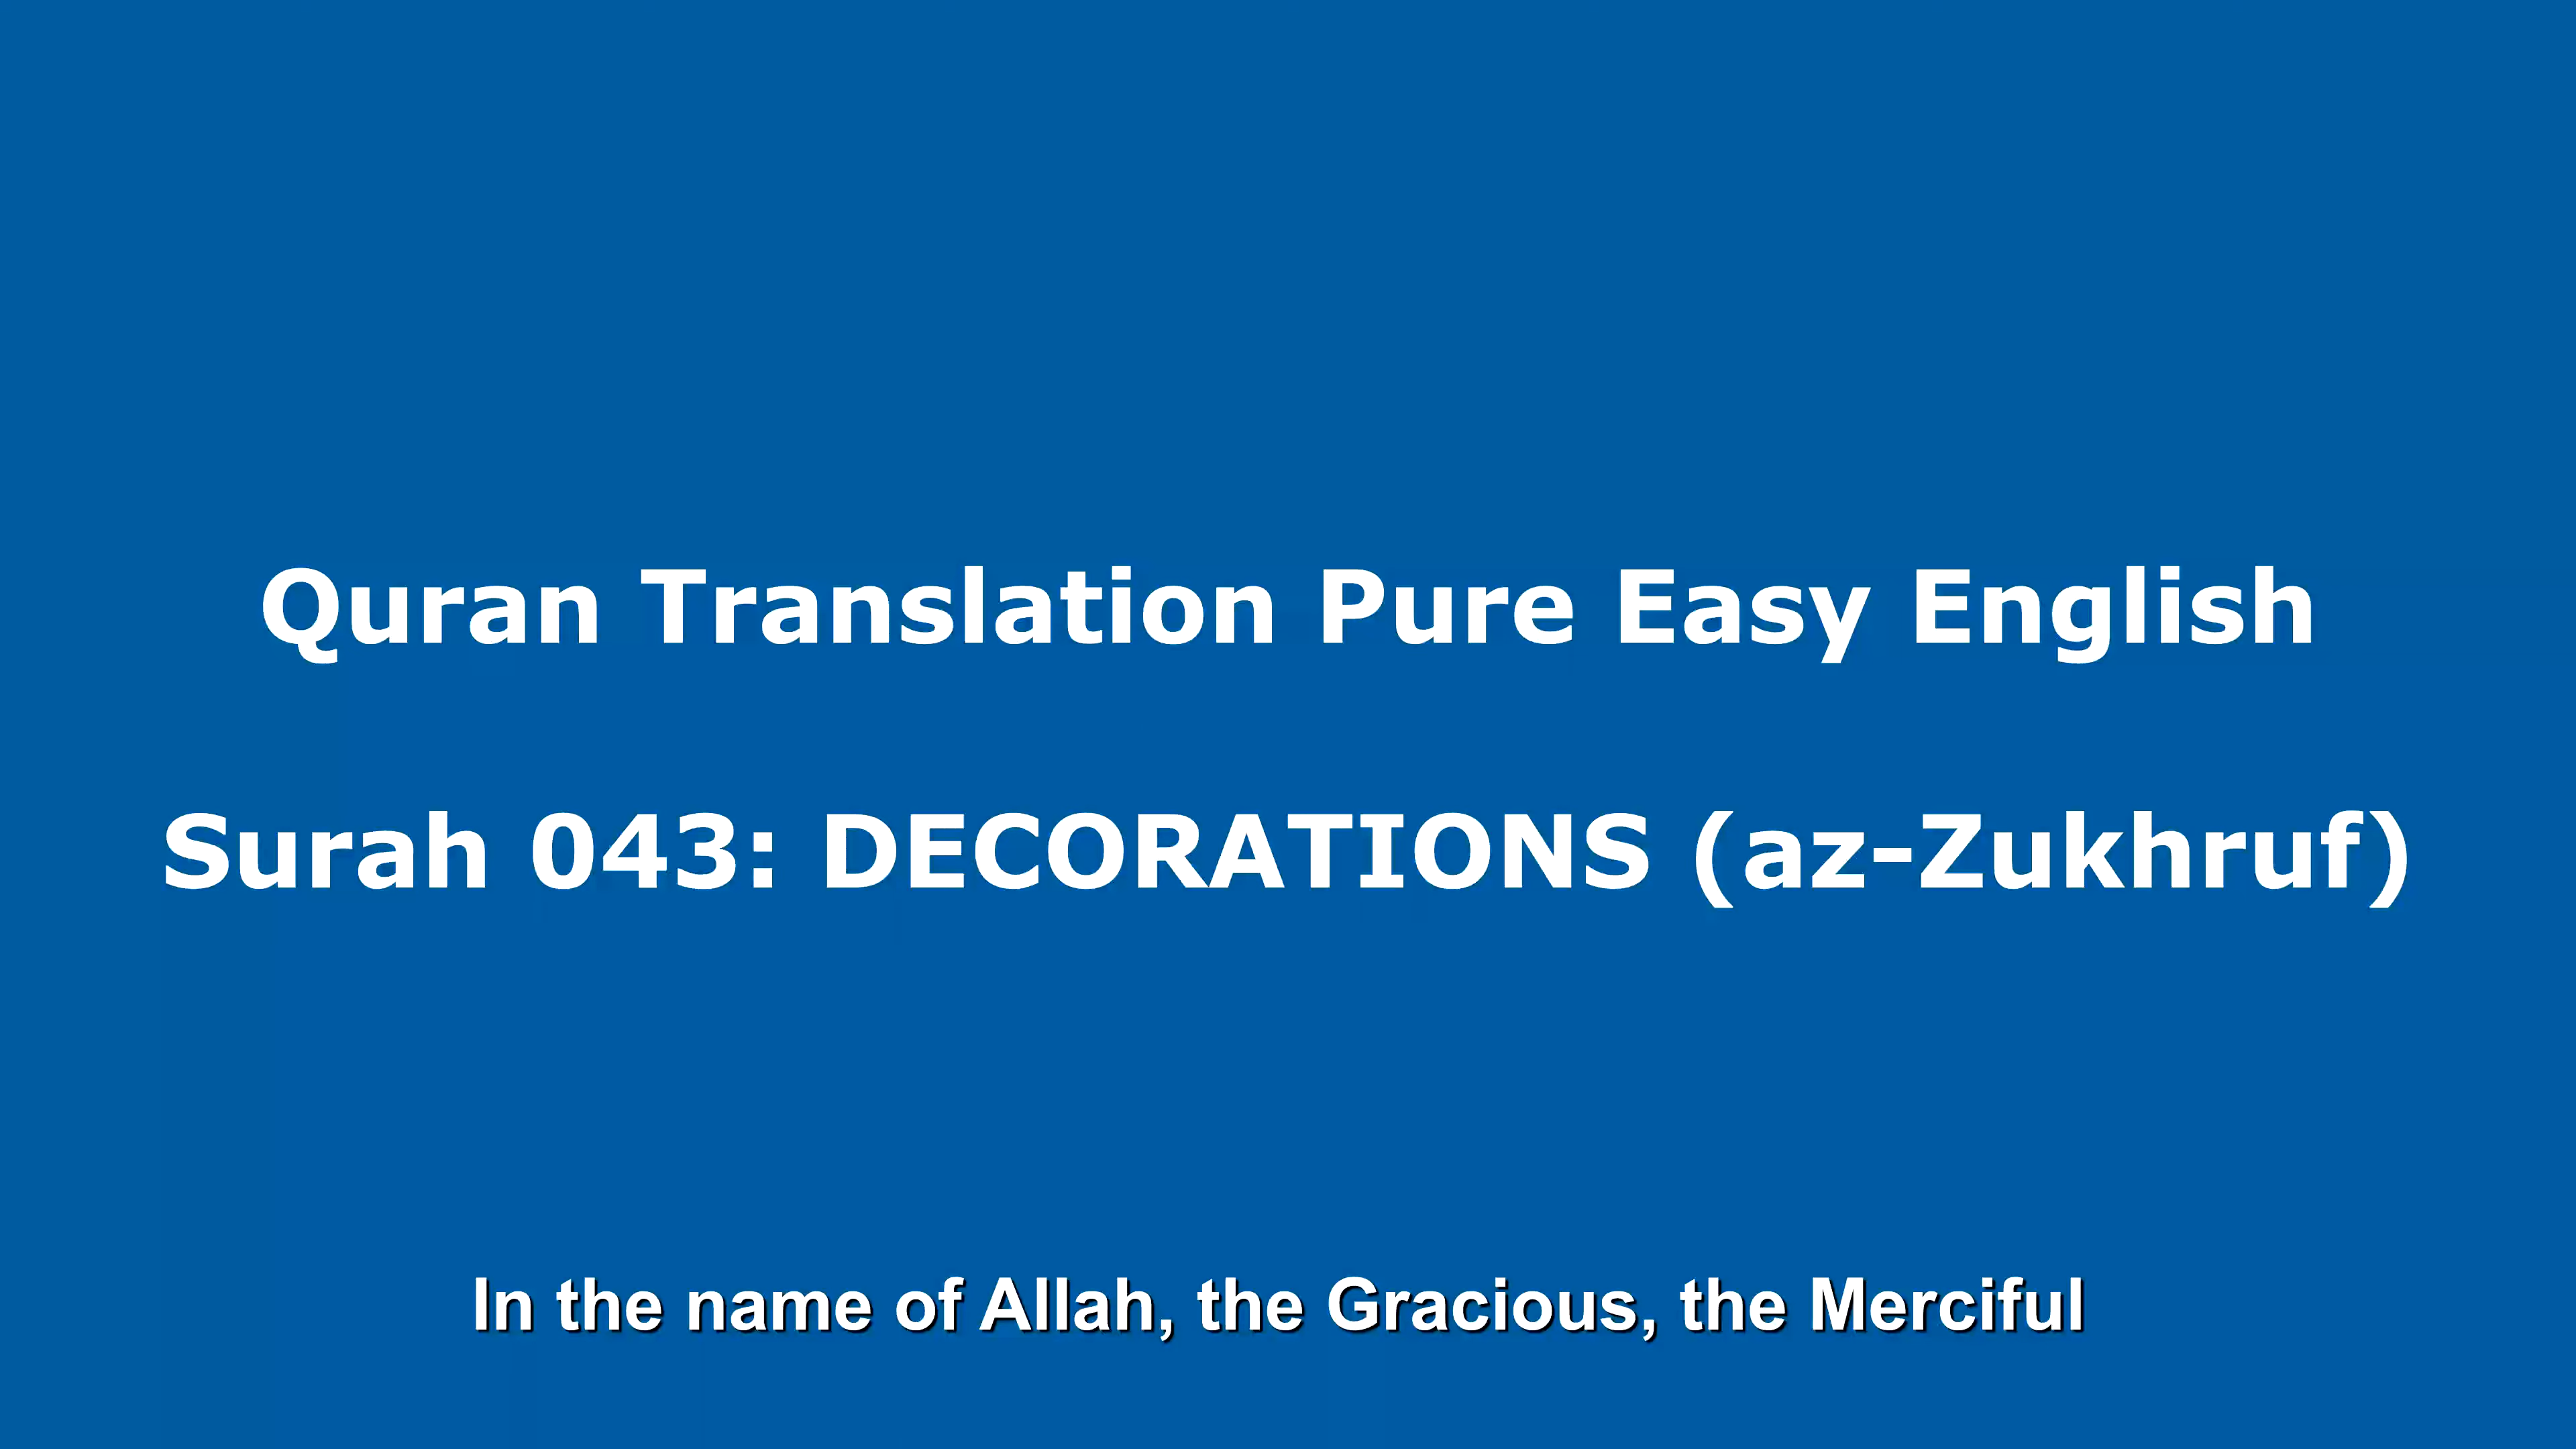 Quran Translation Pure Easy English
Surah 043: DECORATIONS (az-Zukhruf)
In the name of Allah, the Gracious, the Merciful